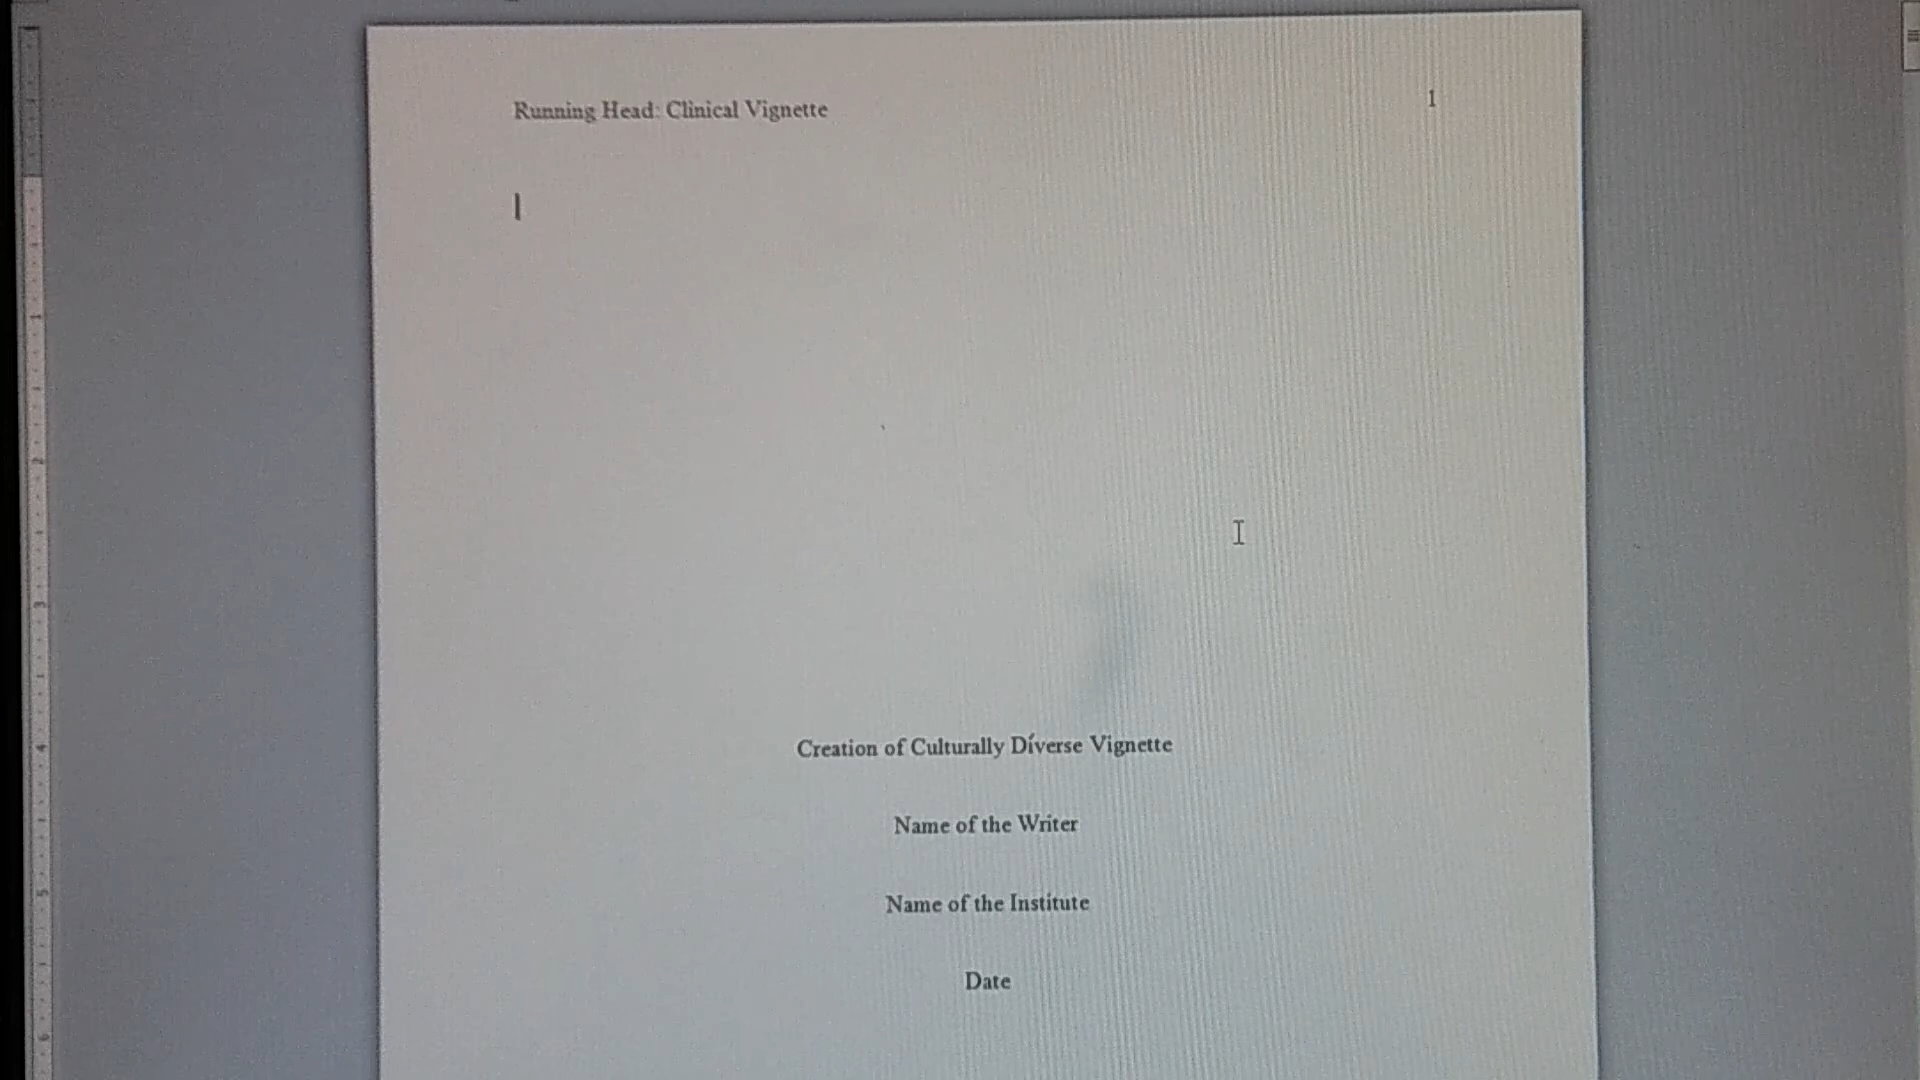 Running Head: Clinical Vignette
1
Creation of Culturally Diverse Vignette
Name of the Writer
Name of the Institute
Date